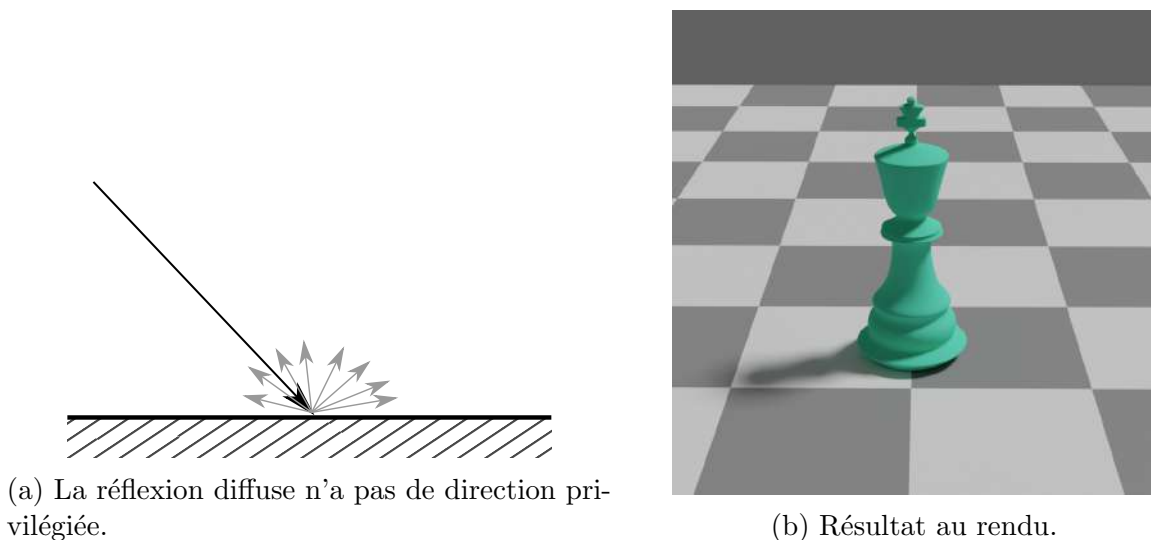 (a) La réflexion diffuse n'a pas de direction pri-
vilégiée.
(b) Résultat au rendu.